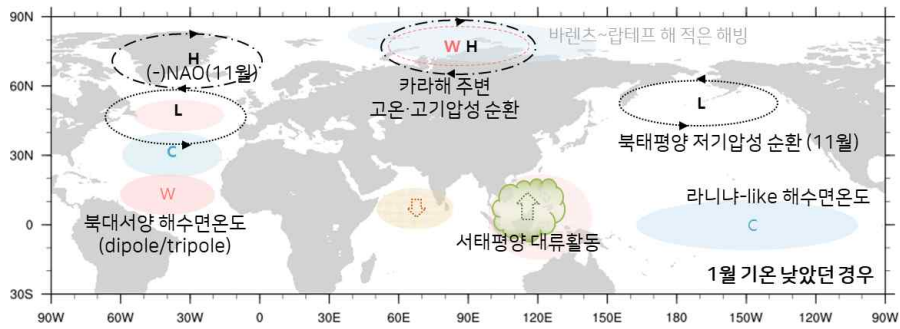 90N
60N
30N
0
30S
90W
60W
30W
0
30E
60E
90E
120E
150E
180
150W
120W
90W
H
(-)NAO(11월)
L
C
W
북대서양 해수면온도
(dipole/tripole)
W H
바렌츠~랍테프 해 적은 해빙
카라해 주변
고온·고기압성 순환
L
북태평양 저기압성 순환 (11월)
서태평양 대류활동
라니냐-like 해수면온도
C
1월 기온 낮았던 경우